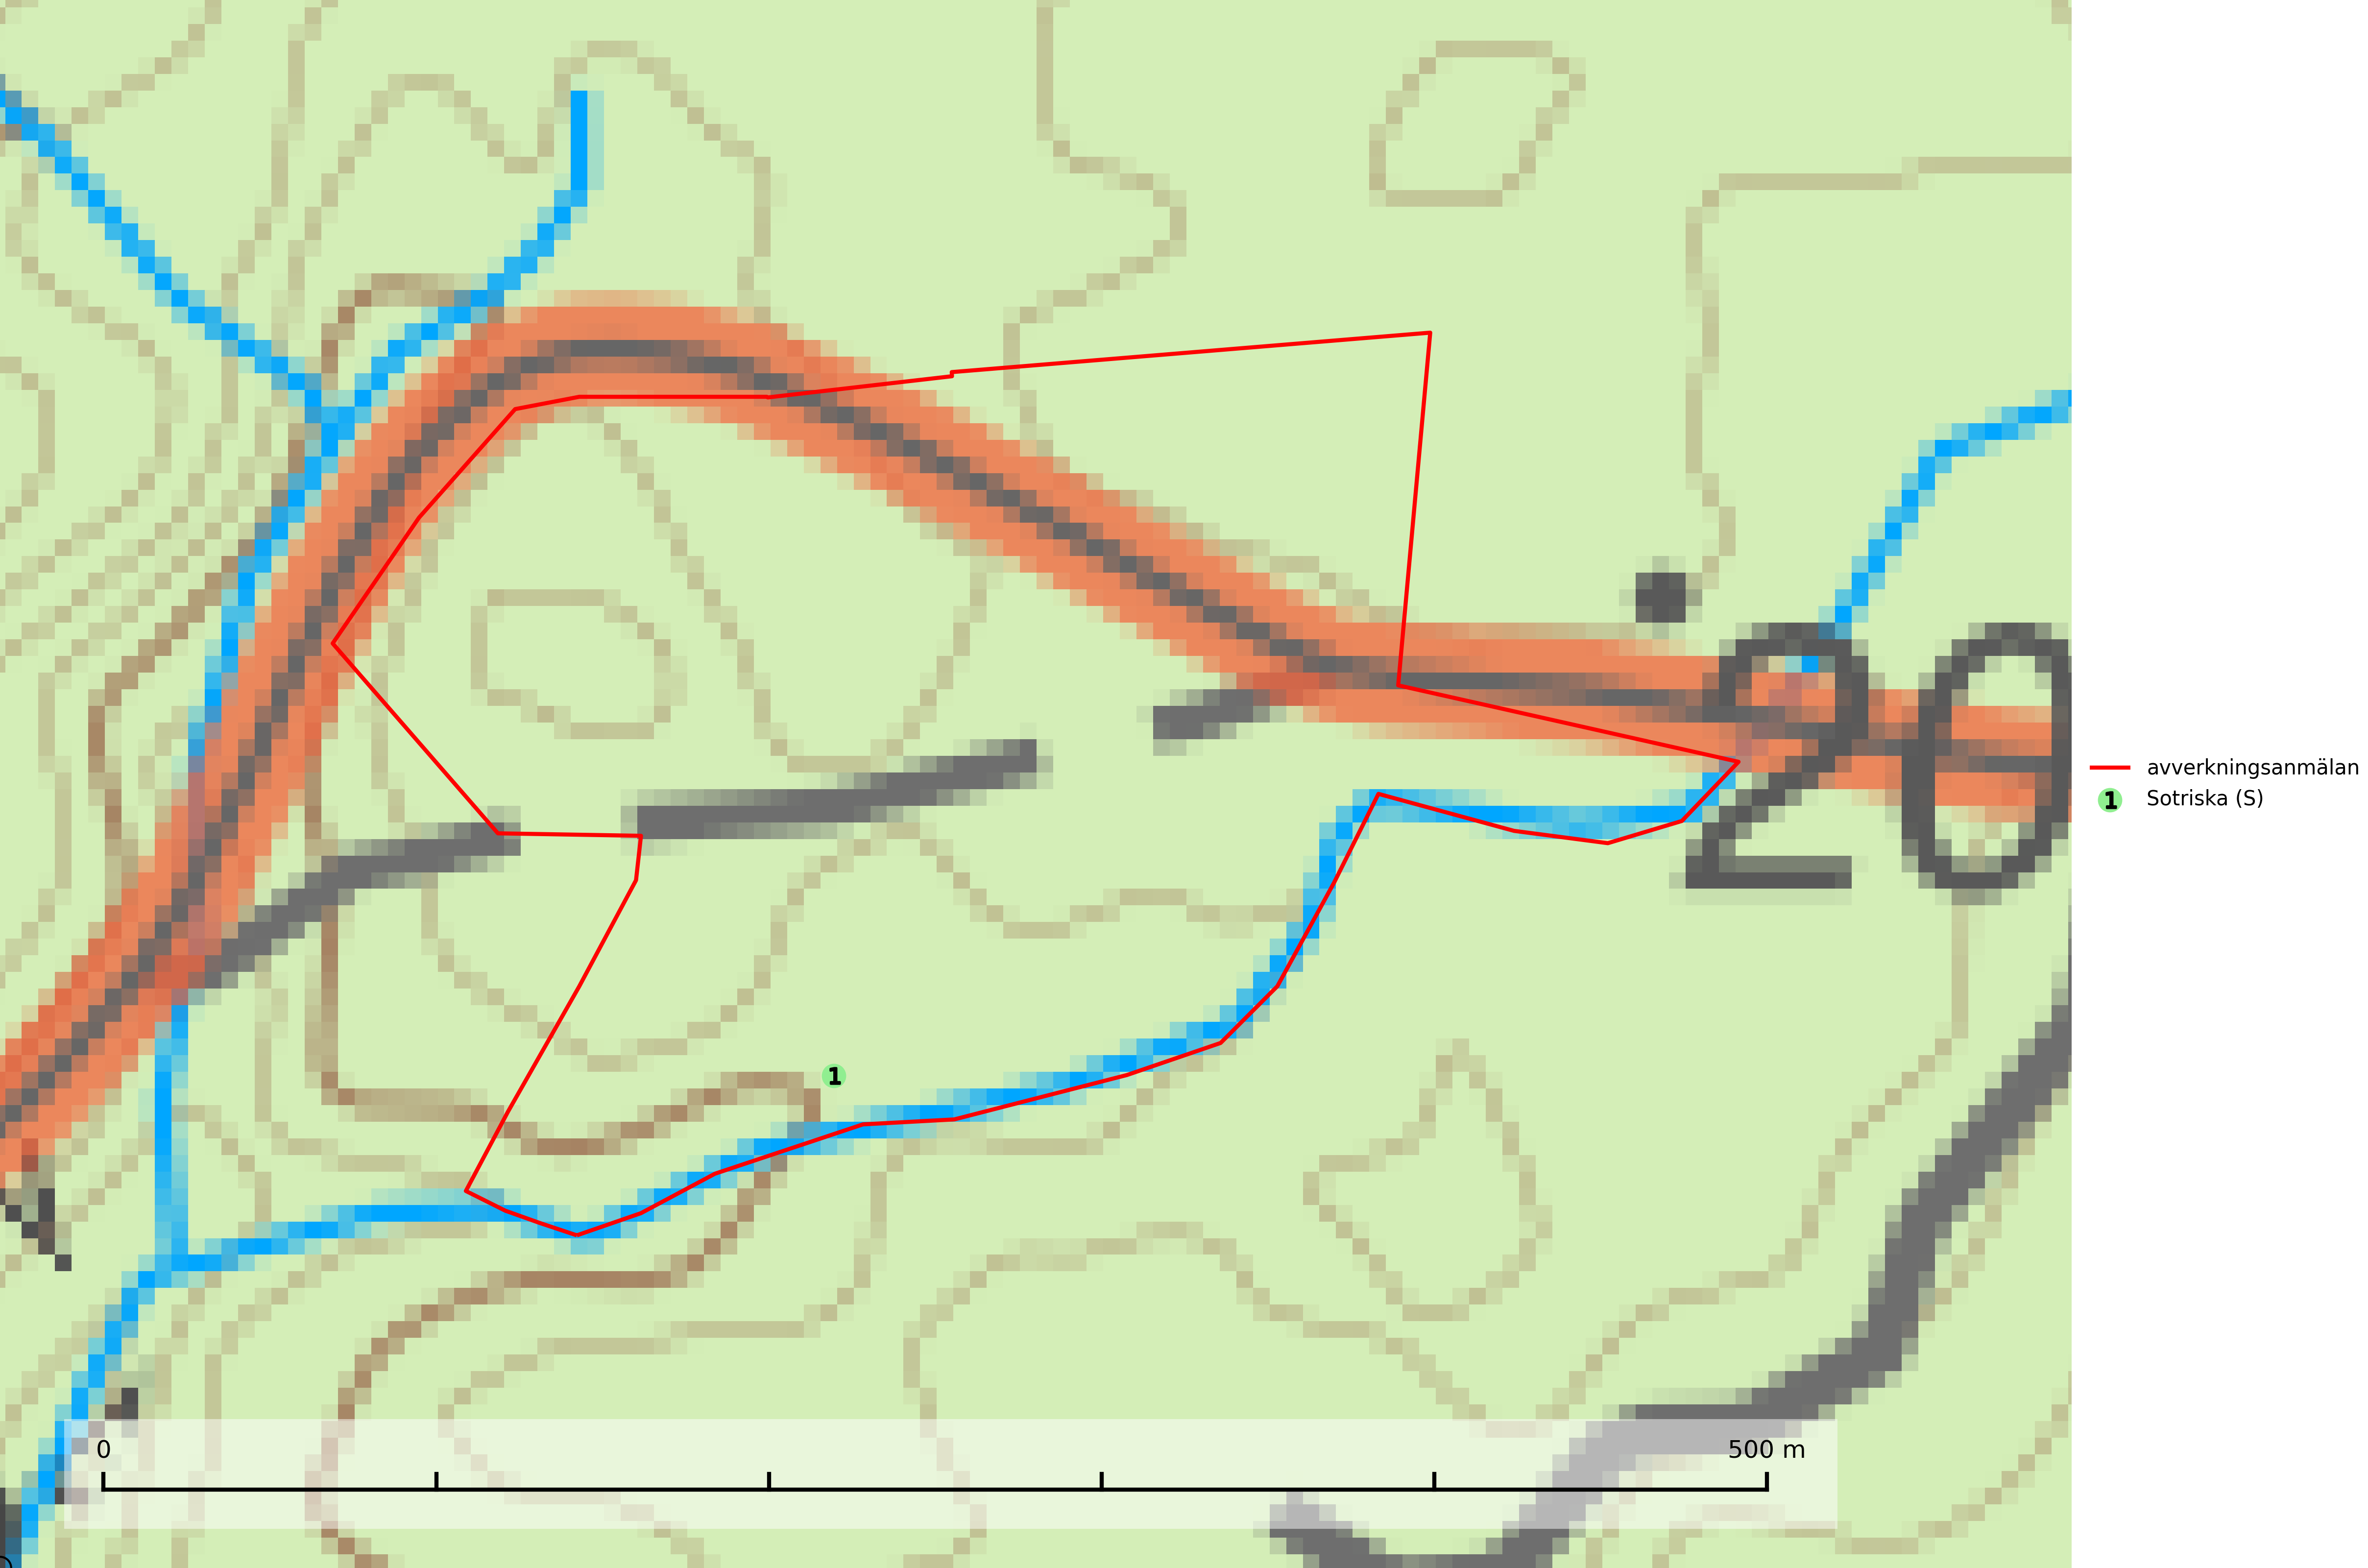 20
avverkningsanmälan
1 Sotriska (S)
1
0 500 m